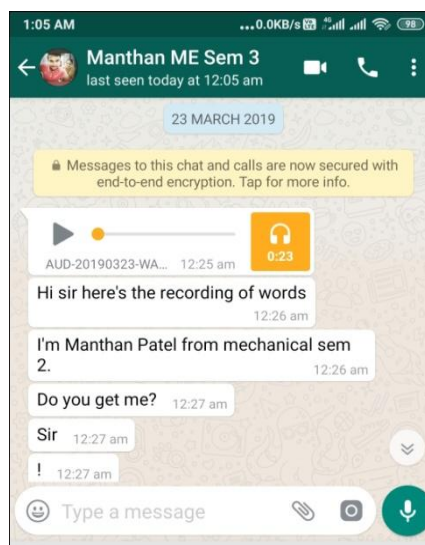 1:05 AM
...0.0KB/s 4G 98
Manthan ME Sem 3
last seen today at 12:05 am
23 MARCH 2019
Messages to this chat and calls are now secured with
end-to-end encryption. Tap for more info.
0:23
AUD-20190323-WA... 12:25 am
Hi sir here's the recording of words
12:26 am
I'm Manthan Patel from mechanical sem
2.
12:26 am
Do you get me? 12:27 am
Sir 12:27 am
! 12:27 am
Type a message